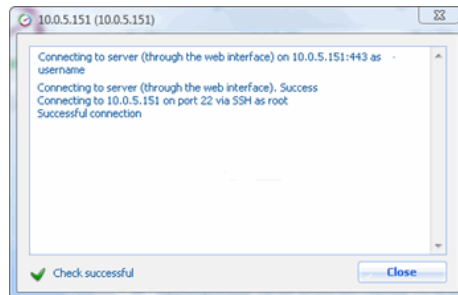 10.0.5.151 (10.0.5.151)
Connecting to server (through the web interface) on 10.0.5.151:443 as
username
Connecting to server (through the web interface). Success
Connecting to 10.0.5.151 on port 22 via SSH as root
Successful connection
Check successful
Close